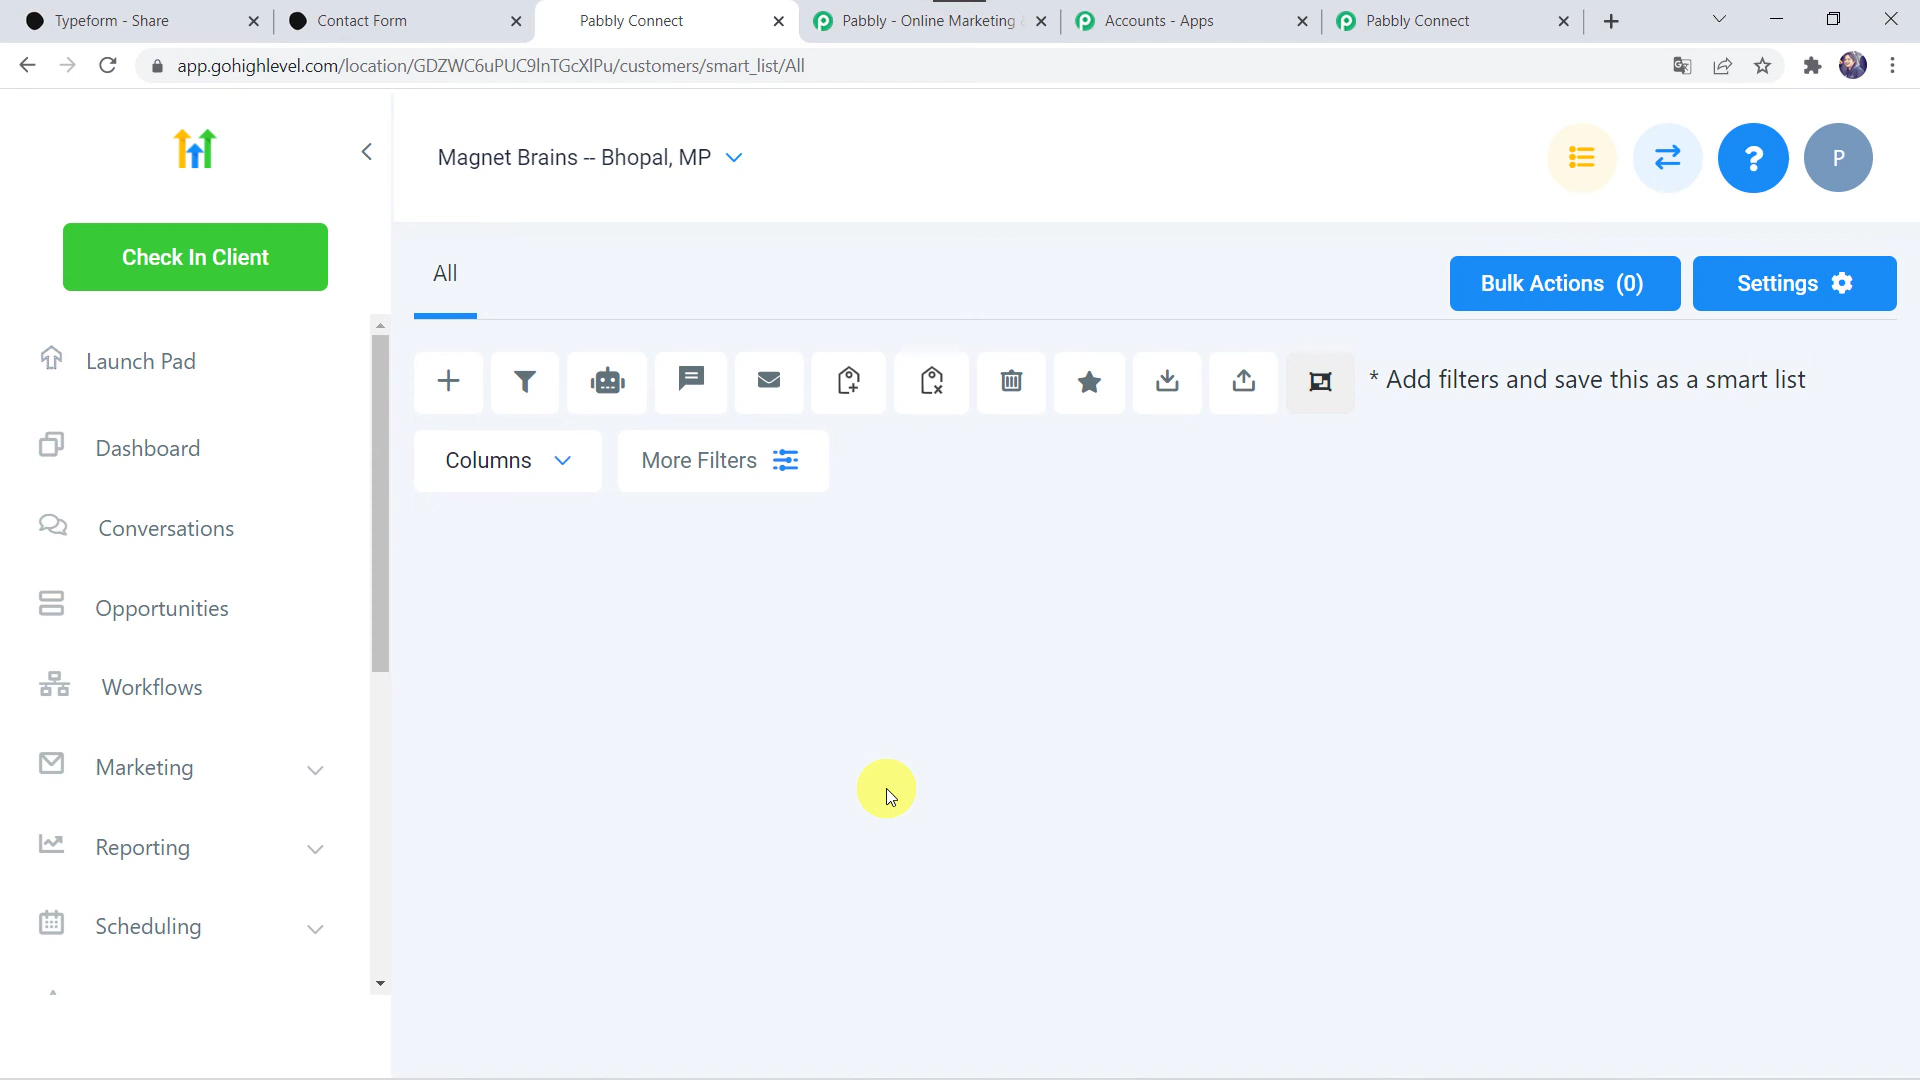 Typeform - Share
Contact Form
Pabbly Connect
Pabbly - Online Marketing
Accounts - Apps
Pabbly Connect
app.gohighlevel.com/location/GDZWC6uPUC9lnTGcXlPu/customers/smart_list/All
Magnet Brains -- Bhopal, MP
?
P
Check In Client
All
Bulk Actions (0)
Settings
Launch Pad
* Add filters and save this as a smart list
Dashboard
Columns
More Filters
Conversations
Opportunities
Workflows
Marketing
Reporting
Scheduling